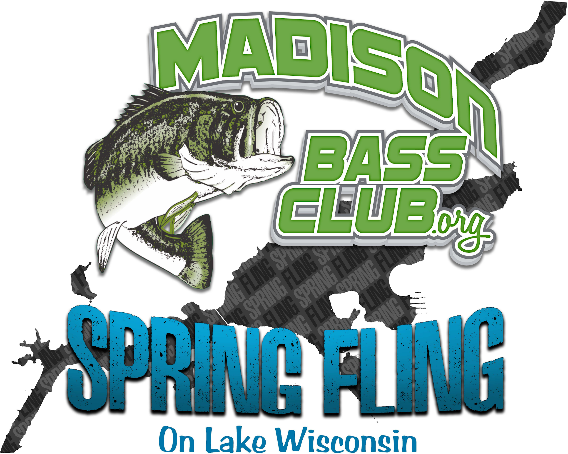 MADISON
BASS
CLUB.org
SPRING FLING
On Lake Wisconsin